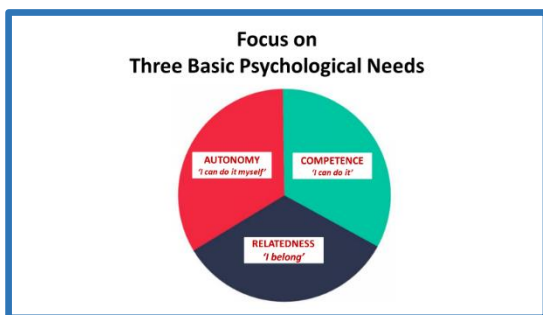 Focus on
Three Basic Psychological Needs
AUTONOMY
'I can do it myself'
COMPETENCE
'I can do it'
RELATEDNESS
'I belong'